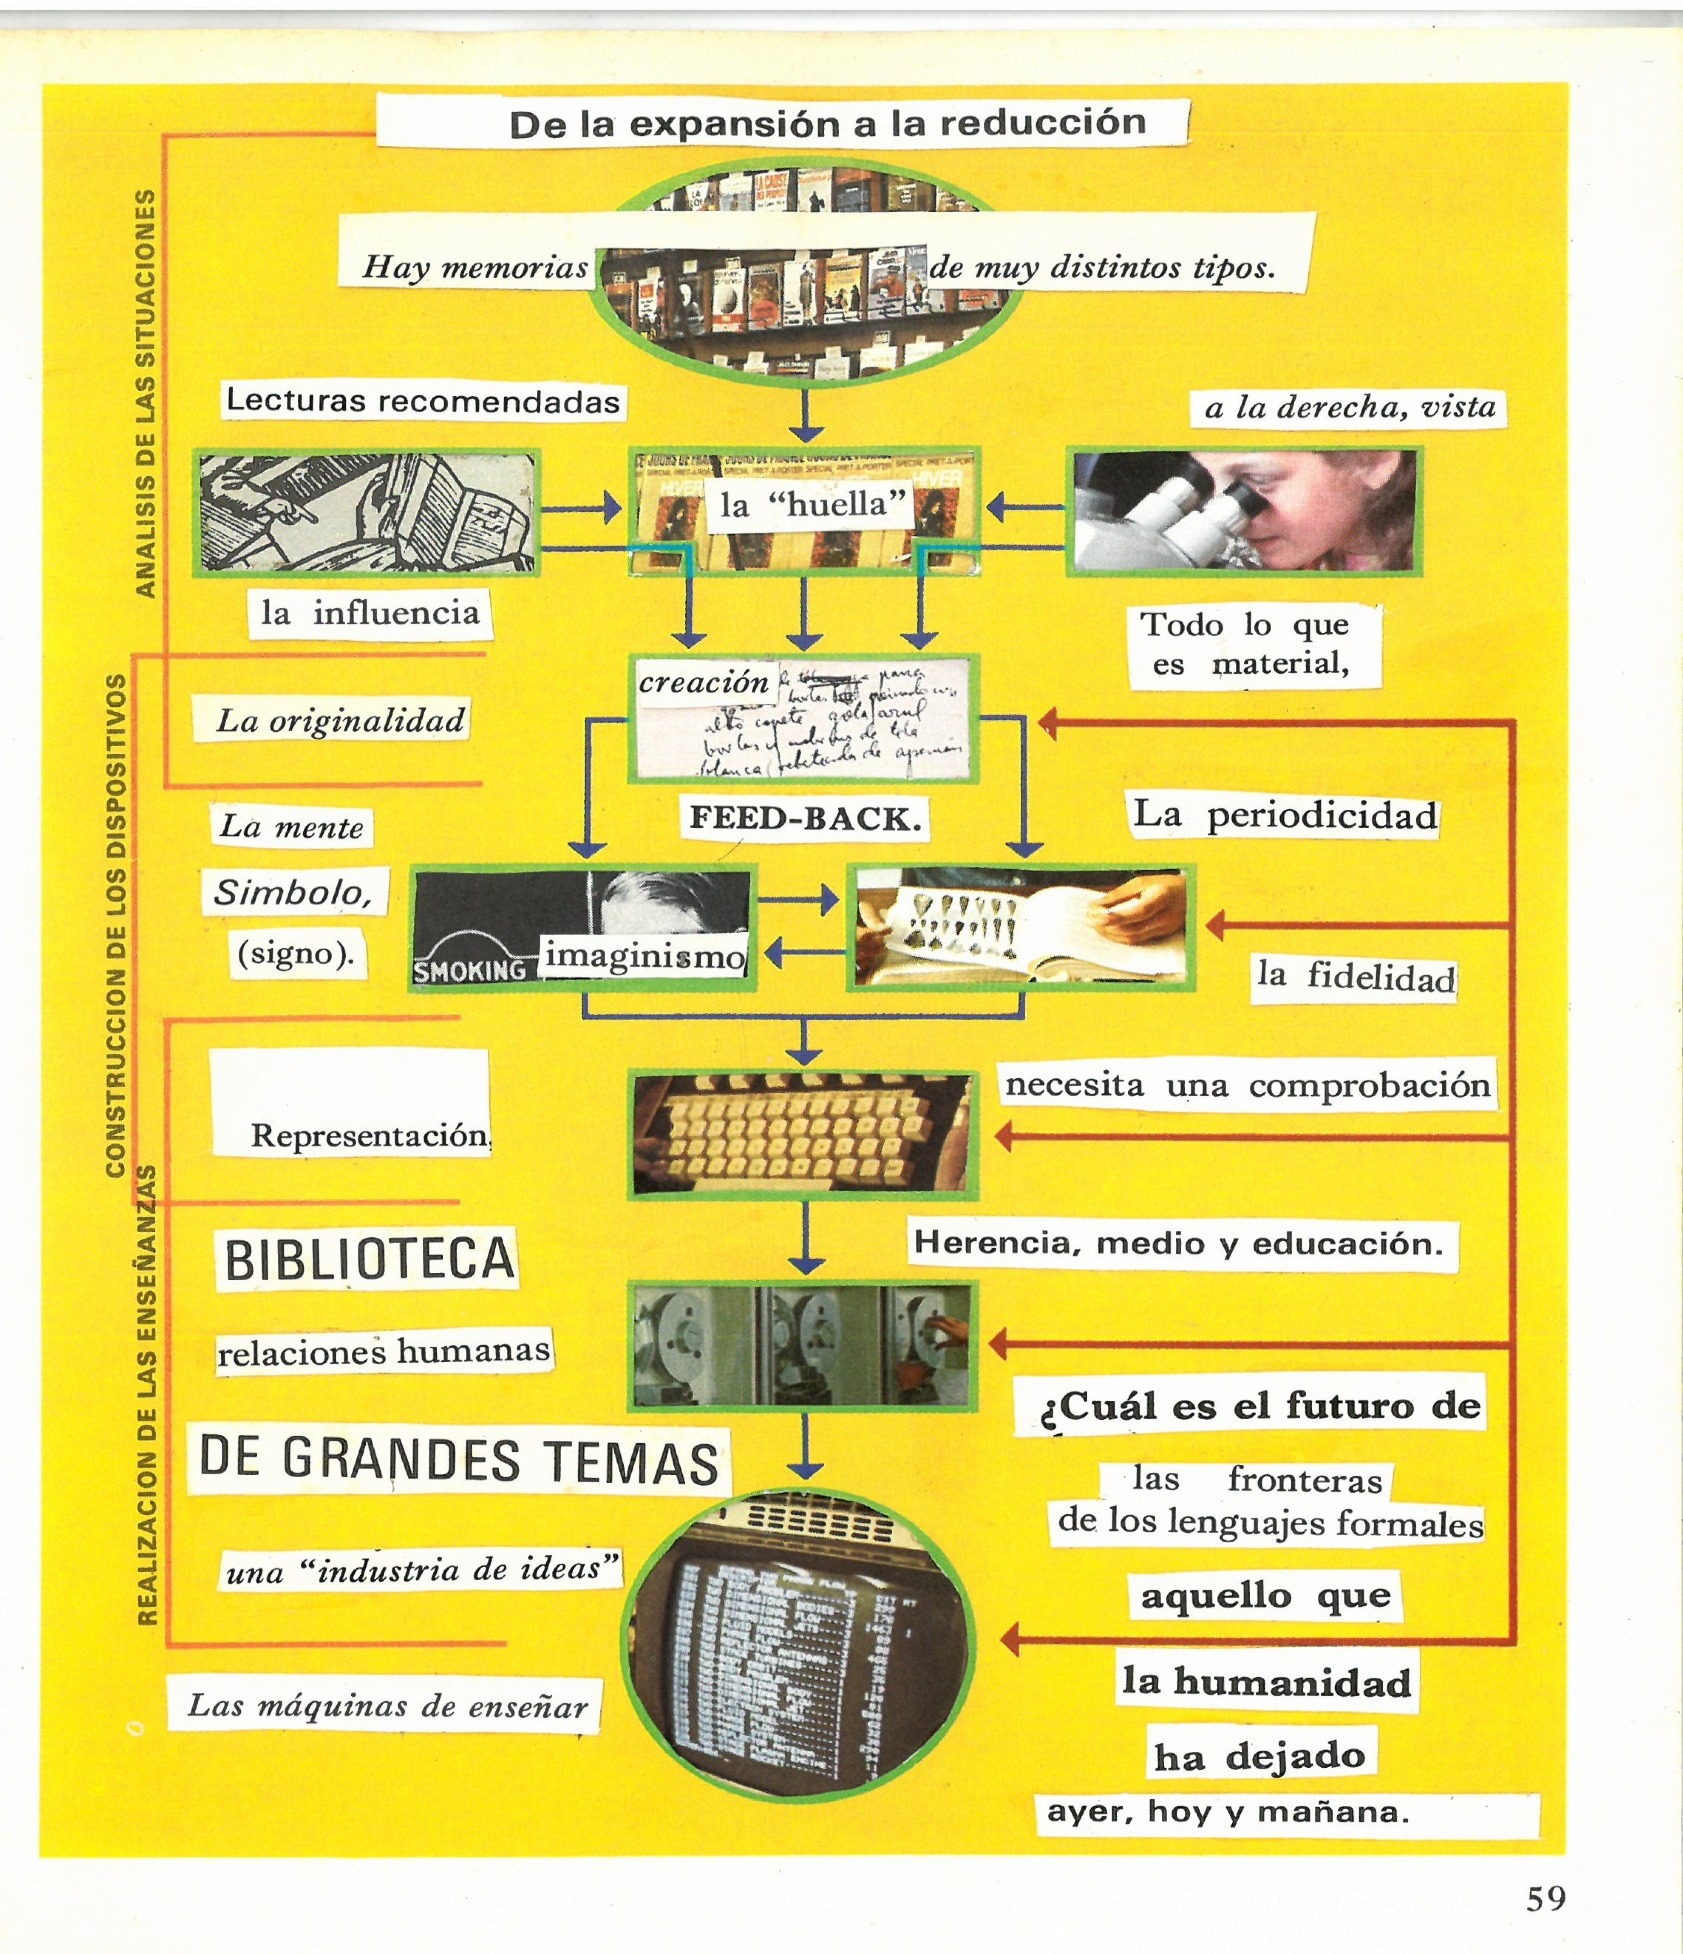 De la expansión a la reducción
Hay memorias de muy distintos tipos.
ANALISIS DE LAS SITUACIONES
Lecturas recomendadas
a la derecha, vista
HIVER
HIVER
la “huella”
la influencia
Todo lo que
es material,
creación
La originalidad
CONSTRUCCION DE LOS DISPOSITIVOS
FEED-BACK.
La periodicidad
La mente
Simbolo,
(signo).
SMOKING
imaginismo
la fidelidad
necesita una comprobación
Representación.
REALIZACION DE LAS ENSEÑANZAS
Herencia, medio y educación.
BIBLIOTECA
relaciones humanas
¿Cuál es el futuro de
DE GRANDES TEMAS
las fronteras
de los lenguajes formales
una “industria de ideas”
aquello que
la humanidad
Las máquinas de enseñar
ha dejado
ayer, hoy y mañana.
59